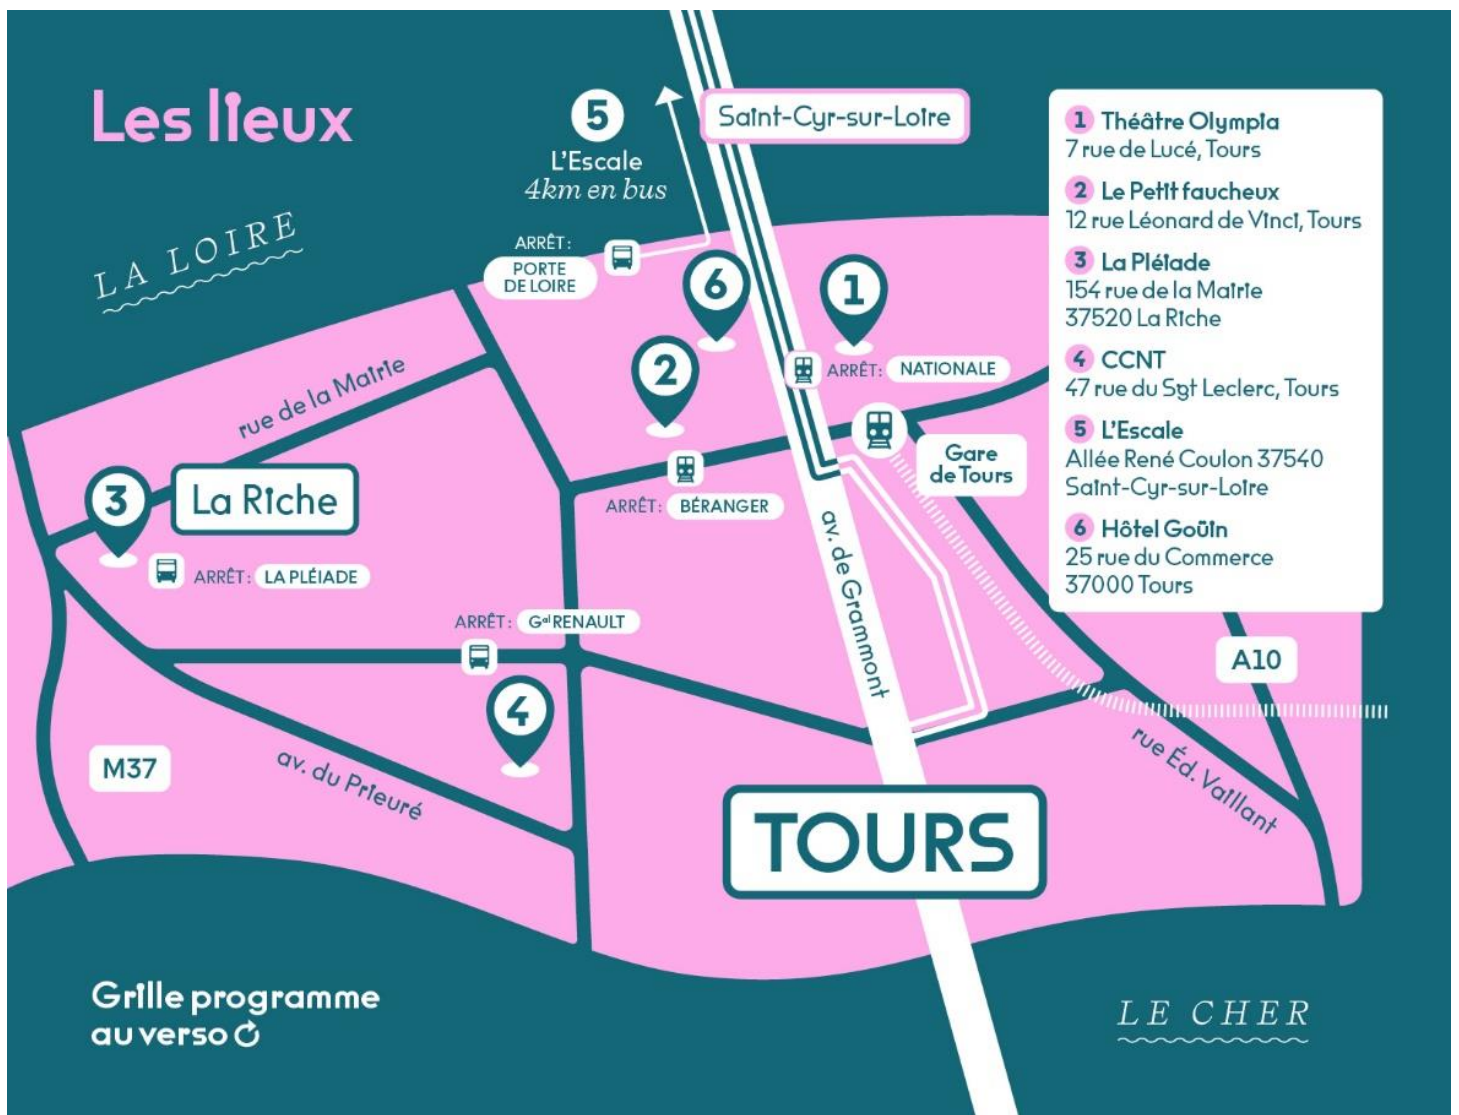 Les lieux
LA LOIRE
5
L'Escale
4km en bus
Saint-Cyr-sur-Loire
ARRÊT:
PORTE
DE LOIRE
6
1
2
ARRÊT: NATIONALE
rue de la Mairie
Gare
de Tours
3
La Riche
ARRÊT: BÉRANGER
ARRÊT: LA PLÉIADE
av. de Grammont
ARRÊT: Gal RENAULT
4
A10
M37
av. du Prieuré
rue Éd. Vaillant
TOURS
1 Théâtre Olympia
7 rue de Lucé, Tours
2 Le Petit faucheux
12 rue Léonard de Vinci, Tours
3 La Pléiade
154 rue de la Mairie
37520 La Riche
4 CCNT
47 rue du Sgt Leclerc, Tours
5 L'Escale
Allée René Coulon 37540
Saint-Cyr-sur-Loire
6 Hôtel Goüin
25 rue du Commerce
37000 Tours
Grille programme
au verso
LE CHER